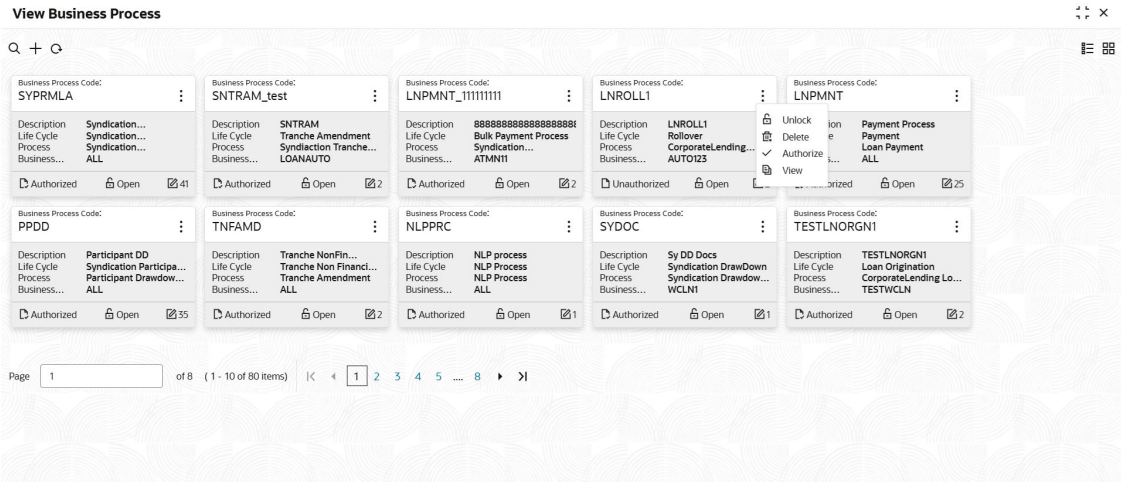 View Business Process
Business Process Code:
SYPRMLA
Description Syndication...
Life Cycle Syndication...
Process Syndication...
Business... ALL
Authorized Open 41
Business Process Code:
SNTRAM_test
Description SNTRAM
Life Cycle Tranche Amendment
Process Syndiaction Tranche...
Business... LOANAUTO
Authorized Open 2
Business Process Code:
LNPMNT_111111111
Description
Life Cycle Bulk Payment Process
Process Syndication...
Business... ATMN11
Authorized Open 2
Business Process Code:
LNROLL1
Description LNROLL1
Life Cycle Rollover
Process CorporateLending...
Business... AUTO123
Unauthorized Open
Unlock
Delete
Authorize
View
Business Process Code:
LNPMNT
Payment Process
Payment
Loan Payment
ALL
Open 25
Business Process Code:
PPDD
Description Participant DD
Life Cycle Syndication Participa...
Process Participant Drawdow...
Business... ALL
Authorized Open 35
Business Process Code:
TNFAMD
Description Tranche NonFin...
Life Cycle Tranche Non Financi...
Process Tranche Amendment
Business... ALL
Authorized Open 2
Business Process Code:
NLPPRC
Description NLP process
Life Cycle NLP Process
Process NLP Process
Business... ALL
Authorized Open 1
Business Process Code:
SYDOC
Description Sy DD Docs
Life Cycle Syndication DrawDown
Process Syndication Drawdow...
Business... WCLN1
Authorized Open 1
Business Process Code:
TESTLNORGN1
Description TESTLNORGN1
Life Cycle Loan Origination
Process CorporateLending Lo...
Business... TESTWCLN
Authorized Open 2
Page 1 of 8 (1 - 10 of 80 items) 1 2 3 4 5 .... 8